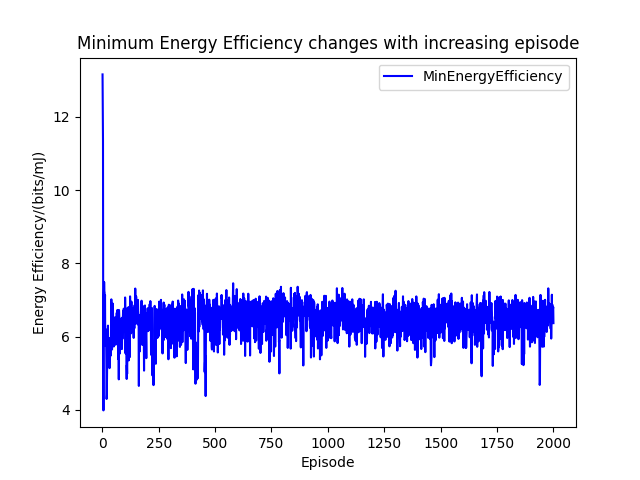 Minimum Energy Efficiency changes with increasing episode
MinEnergyEfficiency
Energy Efficiency/(bits/mJ)
12
10
8
6
4
0 250 500 750 1000 1250 1500 1750 2000
Episode